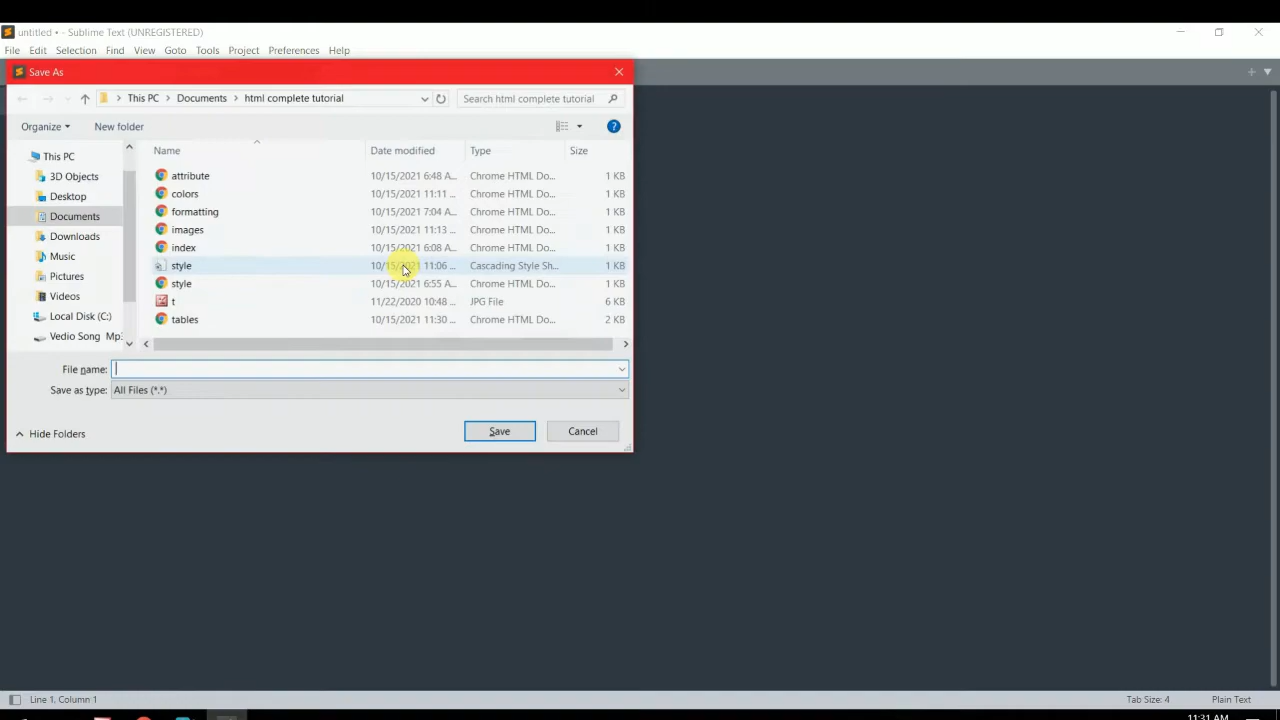 untitled • - Sublime Text (UNREGISTERED)
File Edit Selection Find View Goto Tools Project Preferences Help
Save As
This PC > Documents > html complete tutorial
Search html complete tutorial
Organize New folder
Name Date modified Type Size
This PC
3D Objects
Desktop
Documents
Downloads
Music
Pictures
Videos
Local Disk (C:)
Vedio Song Mp:
attribute 10/15/2021 6:48 A... Chrome HTML Do... 1 KB
colors 10/15/2021 11:11 ... Chrome HTML Do... 1 KB
formatting 10/15/2021 7:04 A... Chrome HTML Do... 1 KB
images 10/15/2021 11:13 ... Chrome HTML Do... 1 KB
index 10/15/2021 6:08 A... Chrome HTML Do... 1 KB
style 10/15/2021 11:06 ... Cascading Style Sh... 1 KB
style 10/15/2021 6:55 A... Chrome HTML Do... 1 KB
t 11/22/2020 10:48 ... JPG File 6 KB
tables 10/15/2021 11:30 ... Chrome HTML Do... 2 KB
File name:
Save as type: All Files (*.*)
Hide Folders
Save Cancel
Line 1, Column 1
Tab Size: 4 Plain Text
11:31 AM